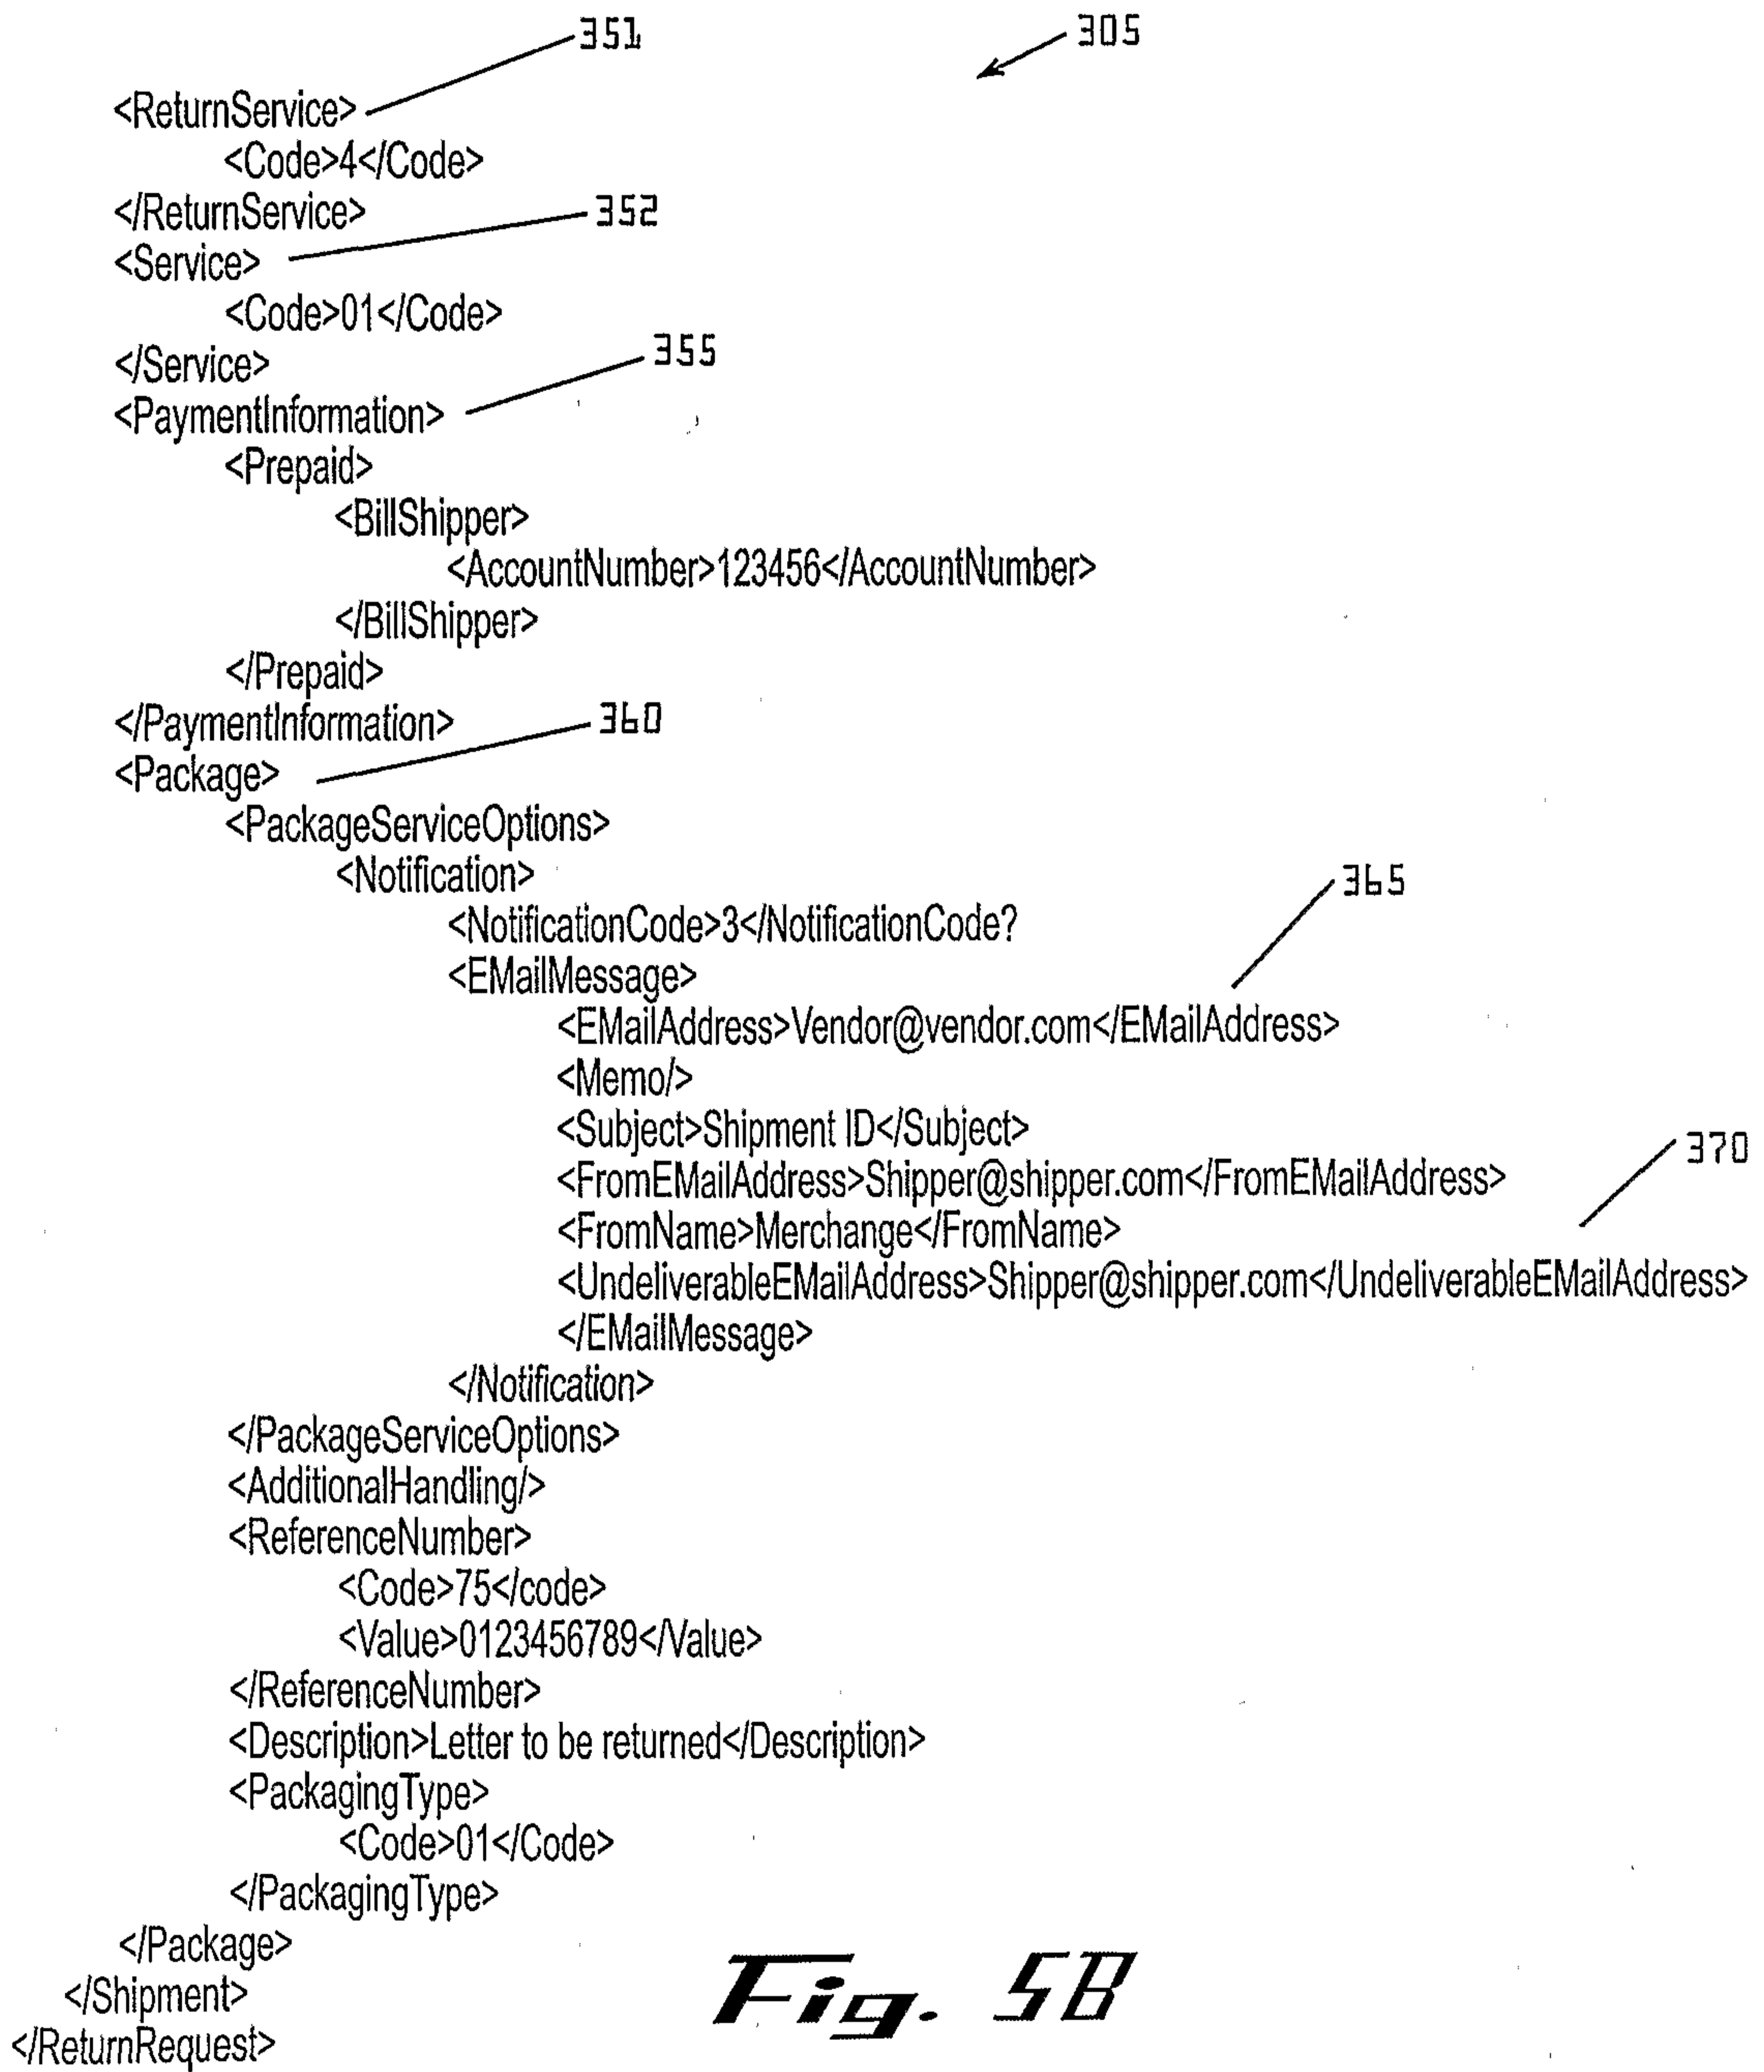 351
305
<ReturnService>
<Code>4</Code>
</ReturnService>
352
<Service>
<Code>01</Code>
</Service>
355
<PaymentInformation>
<Prepaid>
<BillShipper>
<AccountNumber>123456</AccountNumber>
</BillShipper>
</Prepaid>
</PaymentInformation>
360
<Package>
<PackageServiceOptions>
<Notification>
365
<NotificationCode>3</NotificationCode?
<EMailMessage>
<EMailAddress>Vendor@vendor.com</EMailAddress>
<Memo/>
<Subject>Shipment ID</Subject>
370
<FromEMailAddress>Shipper@shipper.com</FromEMailAddress>
<FromName>Merchange</FromName>
<UndeliverableEMailAddress>Shipper@shipper.com</UndeliverableEMailAddress>
</EMailMessage>
</Notification>
</PackageServiceOptions>
<AdditionalHandling/>
<ReferenceNumber>
<Code>75</code>
<Value>0123456789</Value>
</ReferenceNumber>
<Description>Letter to be returned</Description>
<PackagingType>
<Code>01</Code>
</PackagingType>
</Package>
</Shipment>
</ReturnRequest>
Fig. 5B